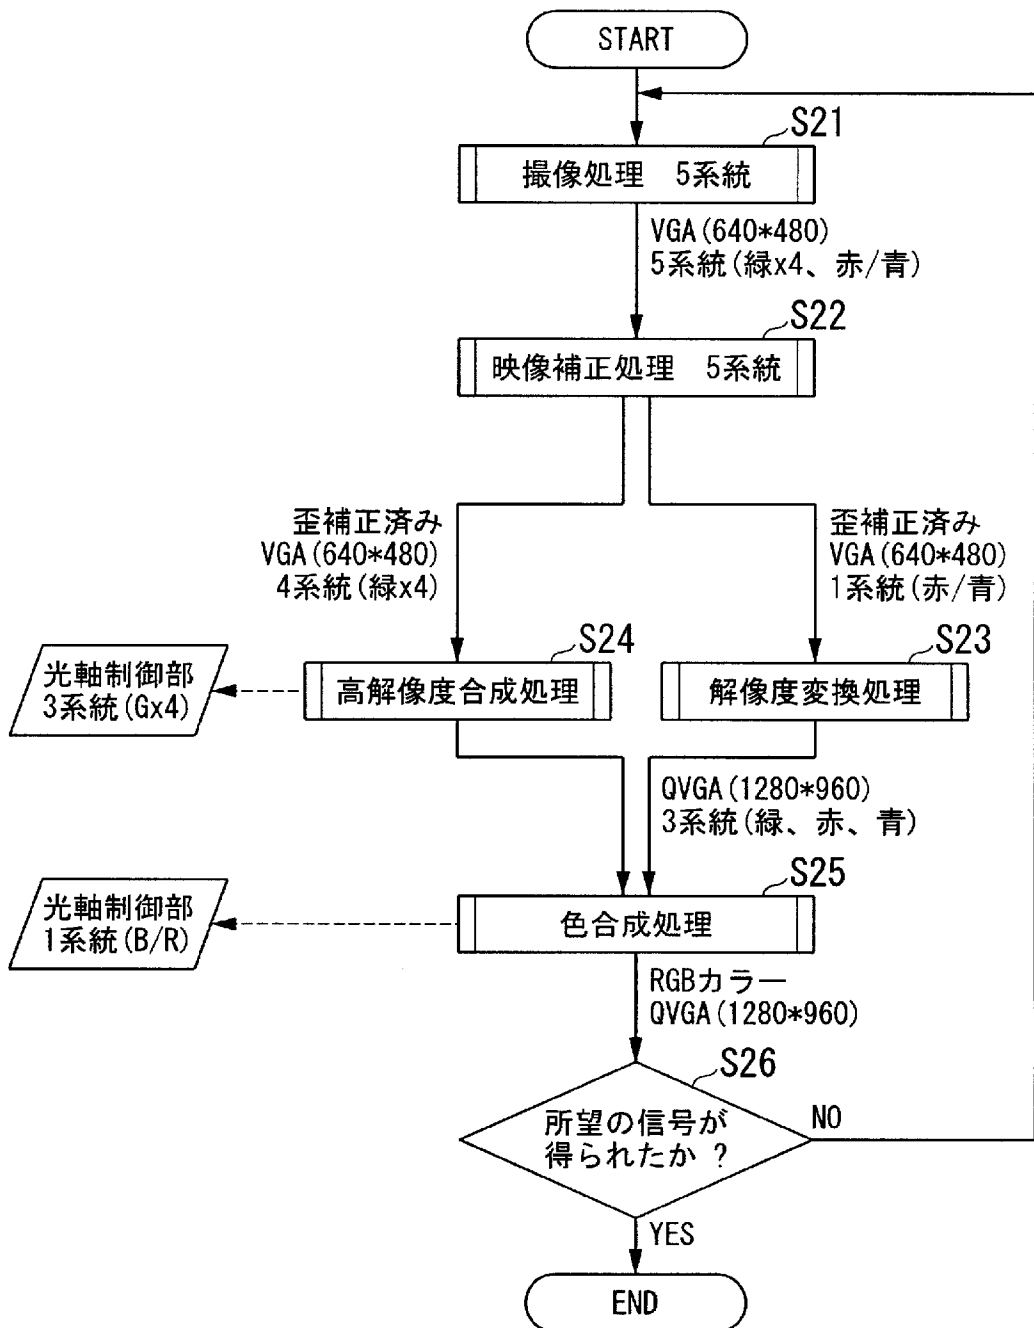 START
S21
撮像処理　5系統
VGA(640*480)
5系統(緑x4、赤/青)
S22
映像補正処理　5系統
歪補正済み
VGA(640*480)
4系統(緑x4)
歪補正済み
VGA(640*480)
1系統(赤/青)
S24
高解像度合成処理
S23
解像度変換処理
光軸制御部
3系統(Gx4)
QVGA(1280*960)
3系統(緑、赤、青)
S25
色合成処理
光軸制御部
1系統(B/R)
RGBカラー
QVGA(1280*960)
S26
所望の信号が
得られたか ?
NO
YES
END